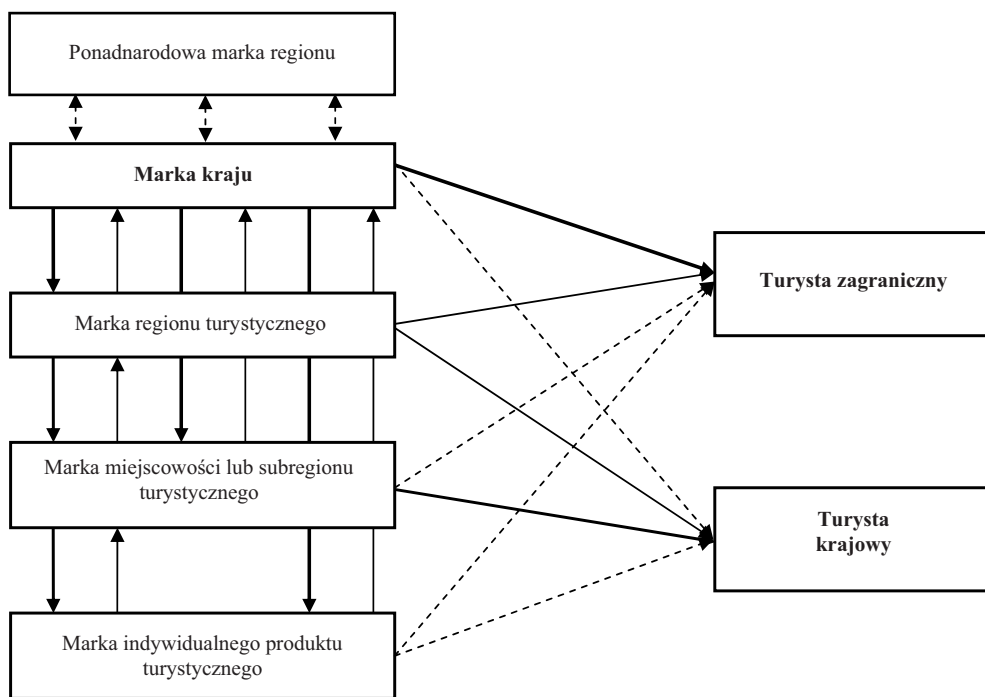 Ponadnarodowa marka regionu
Marka kraju
Marka regionu turystycznego
Marka miejscowości lub subregionu
turystycznego
Marka indywidualnego produktu
turystycznego
Turysta zagraniczny
Turysta
krajowy